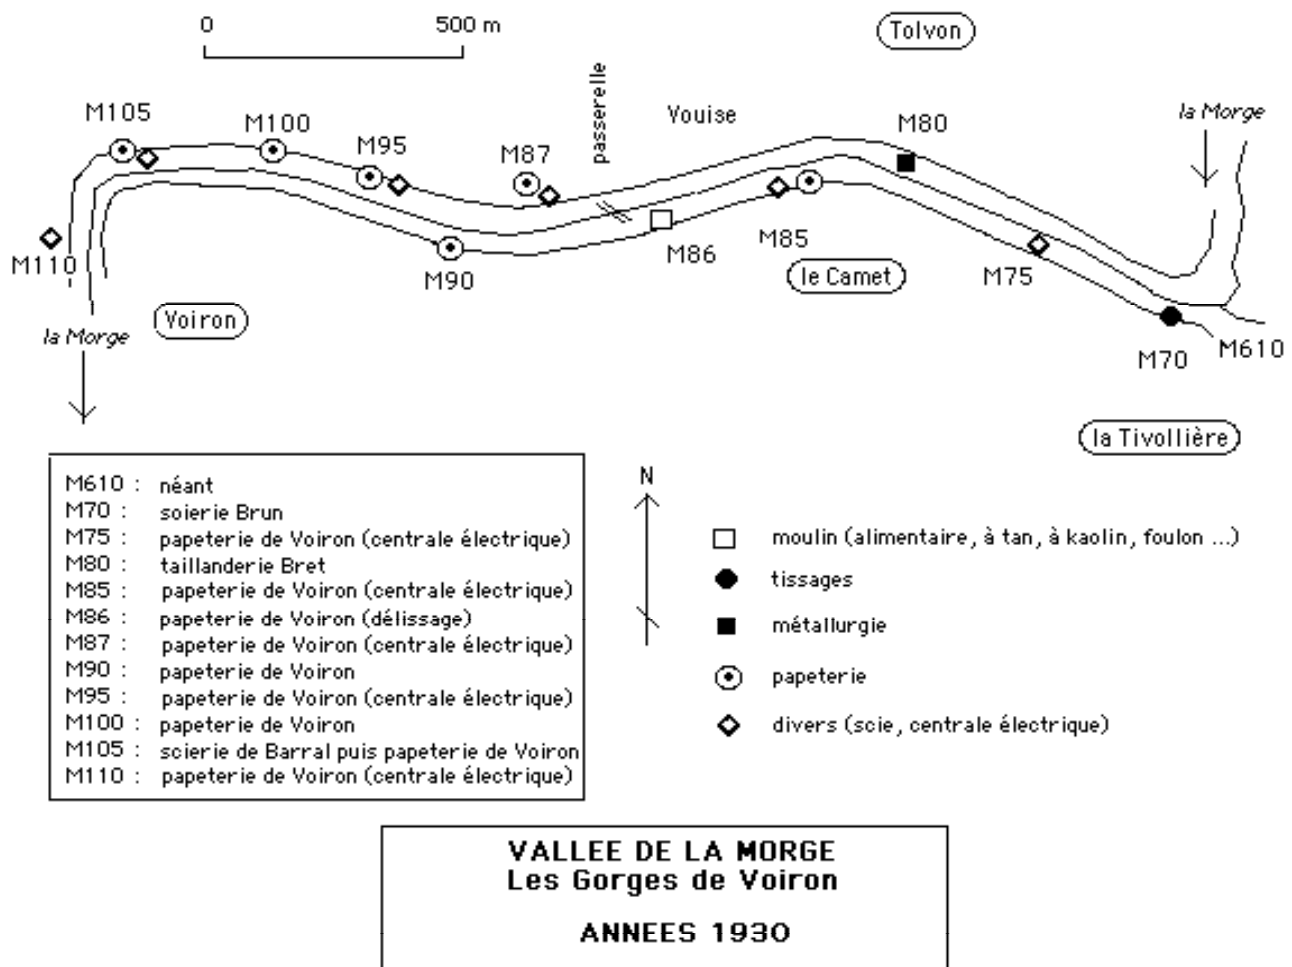 0 500 m
Tolvon
passerelle
Vouise
la Morge
M105
M100
M95
M87
M80
M110
M90
M86
M85
le Camet
M75
Voiron
la Morge
M70
M610
la Tivollière
M610 : néant
M70 : soierie Brun
M75 : papeterie de Voiron (centrale électrique)
M80 : taillanderie Bret
M85 : papeterie de Voiron (centrale électrique)
M86 : papeterie de Voiron (délissage)
M87 : papeterie de Voiron (centrale électrique)
M90 : papeterie de Voiron
M95 : papeterie de Voiron (centrale électrique)
M100 : papeterie de Voiron
M105 : scierie de Barral puis papeterie de Voiron
M110 : papeterie de Voiron (centrale électrique)
N
moulin (alimentaire, à tan, à kaolin, foulon ...)
tissages
métallurgie
papeterie
divers (scie, centrale électrique)
VALLEE DE LA MORGE
Les Gorges de Voiron
ANNEES 1930